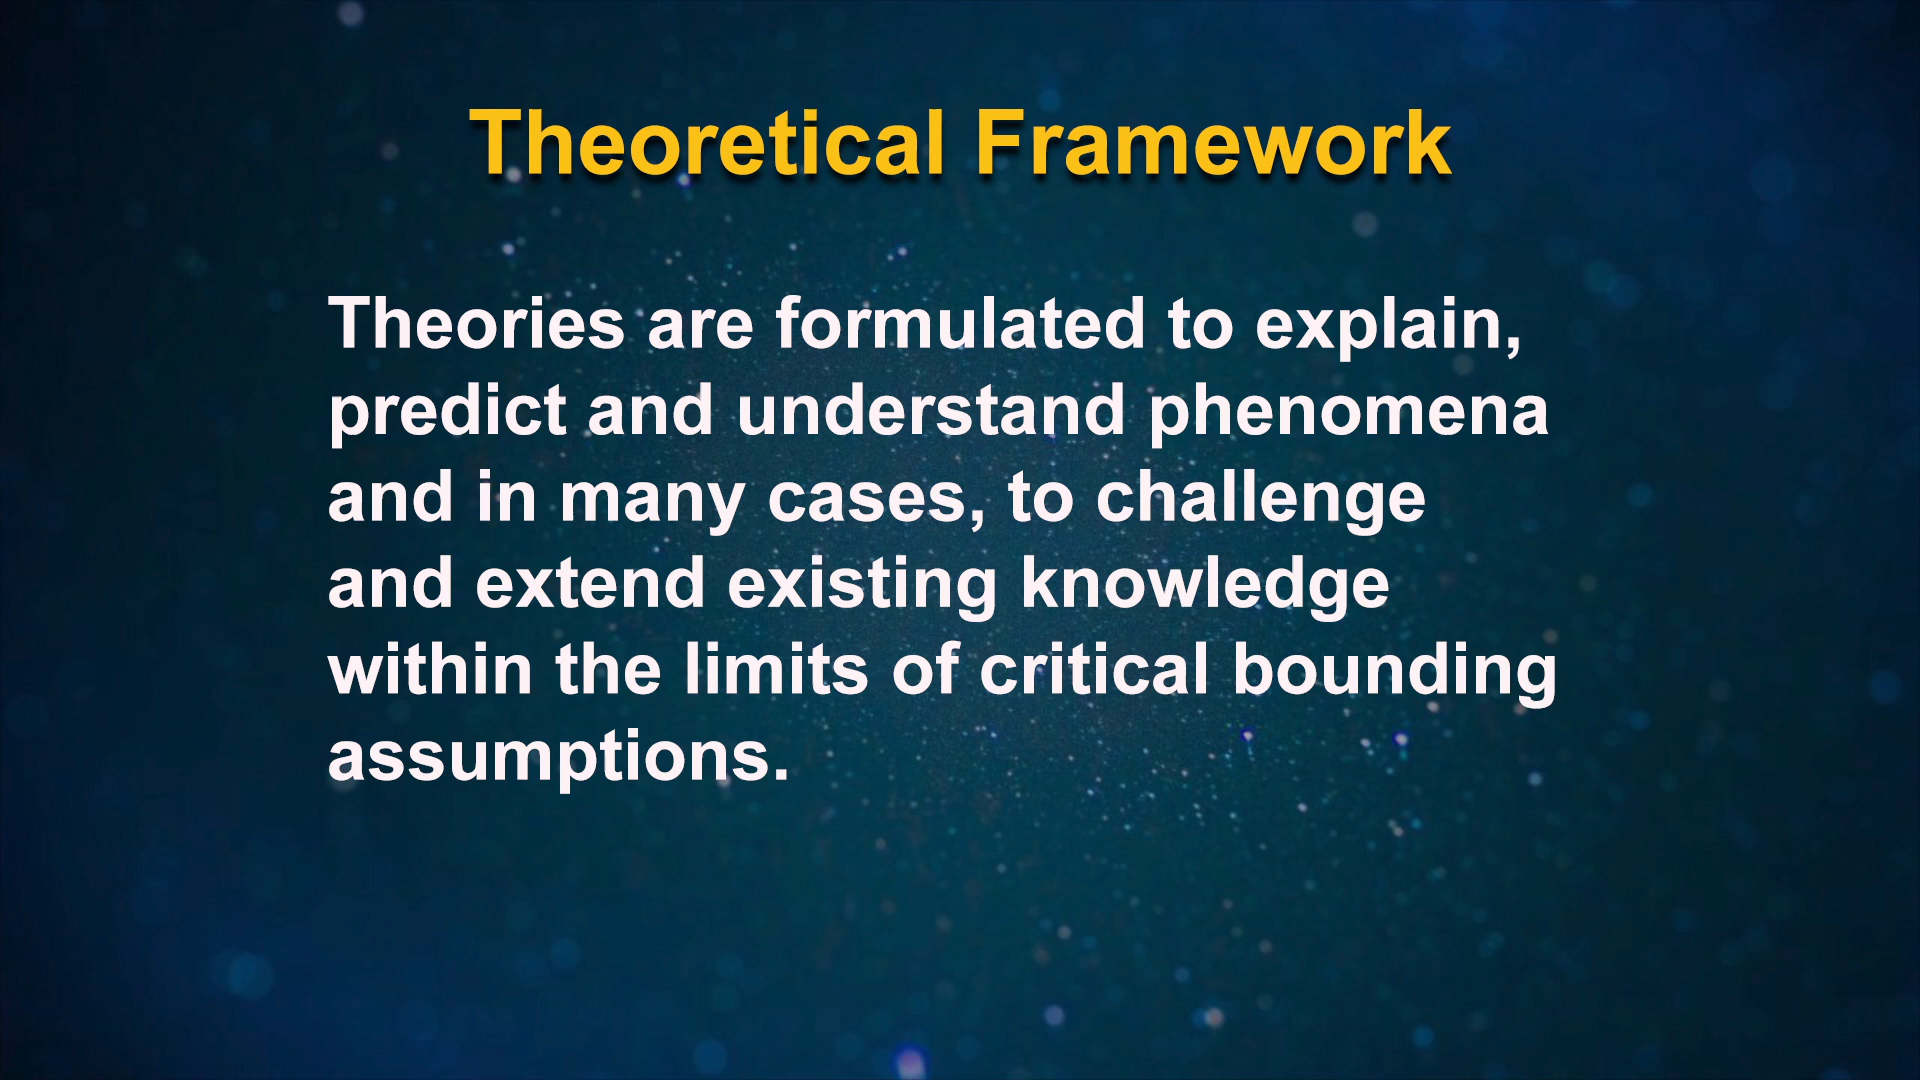 Theoretical Framework
Theories are formulated to explain,
predict and understand phenomena
and in many cases, to challenge
and extend existing knowledge
within the limits of critical bounding
assumptions.